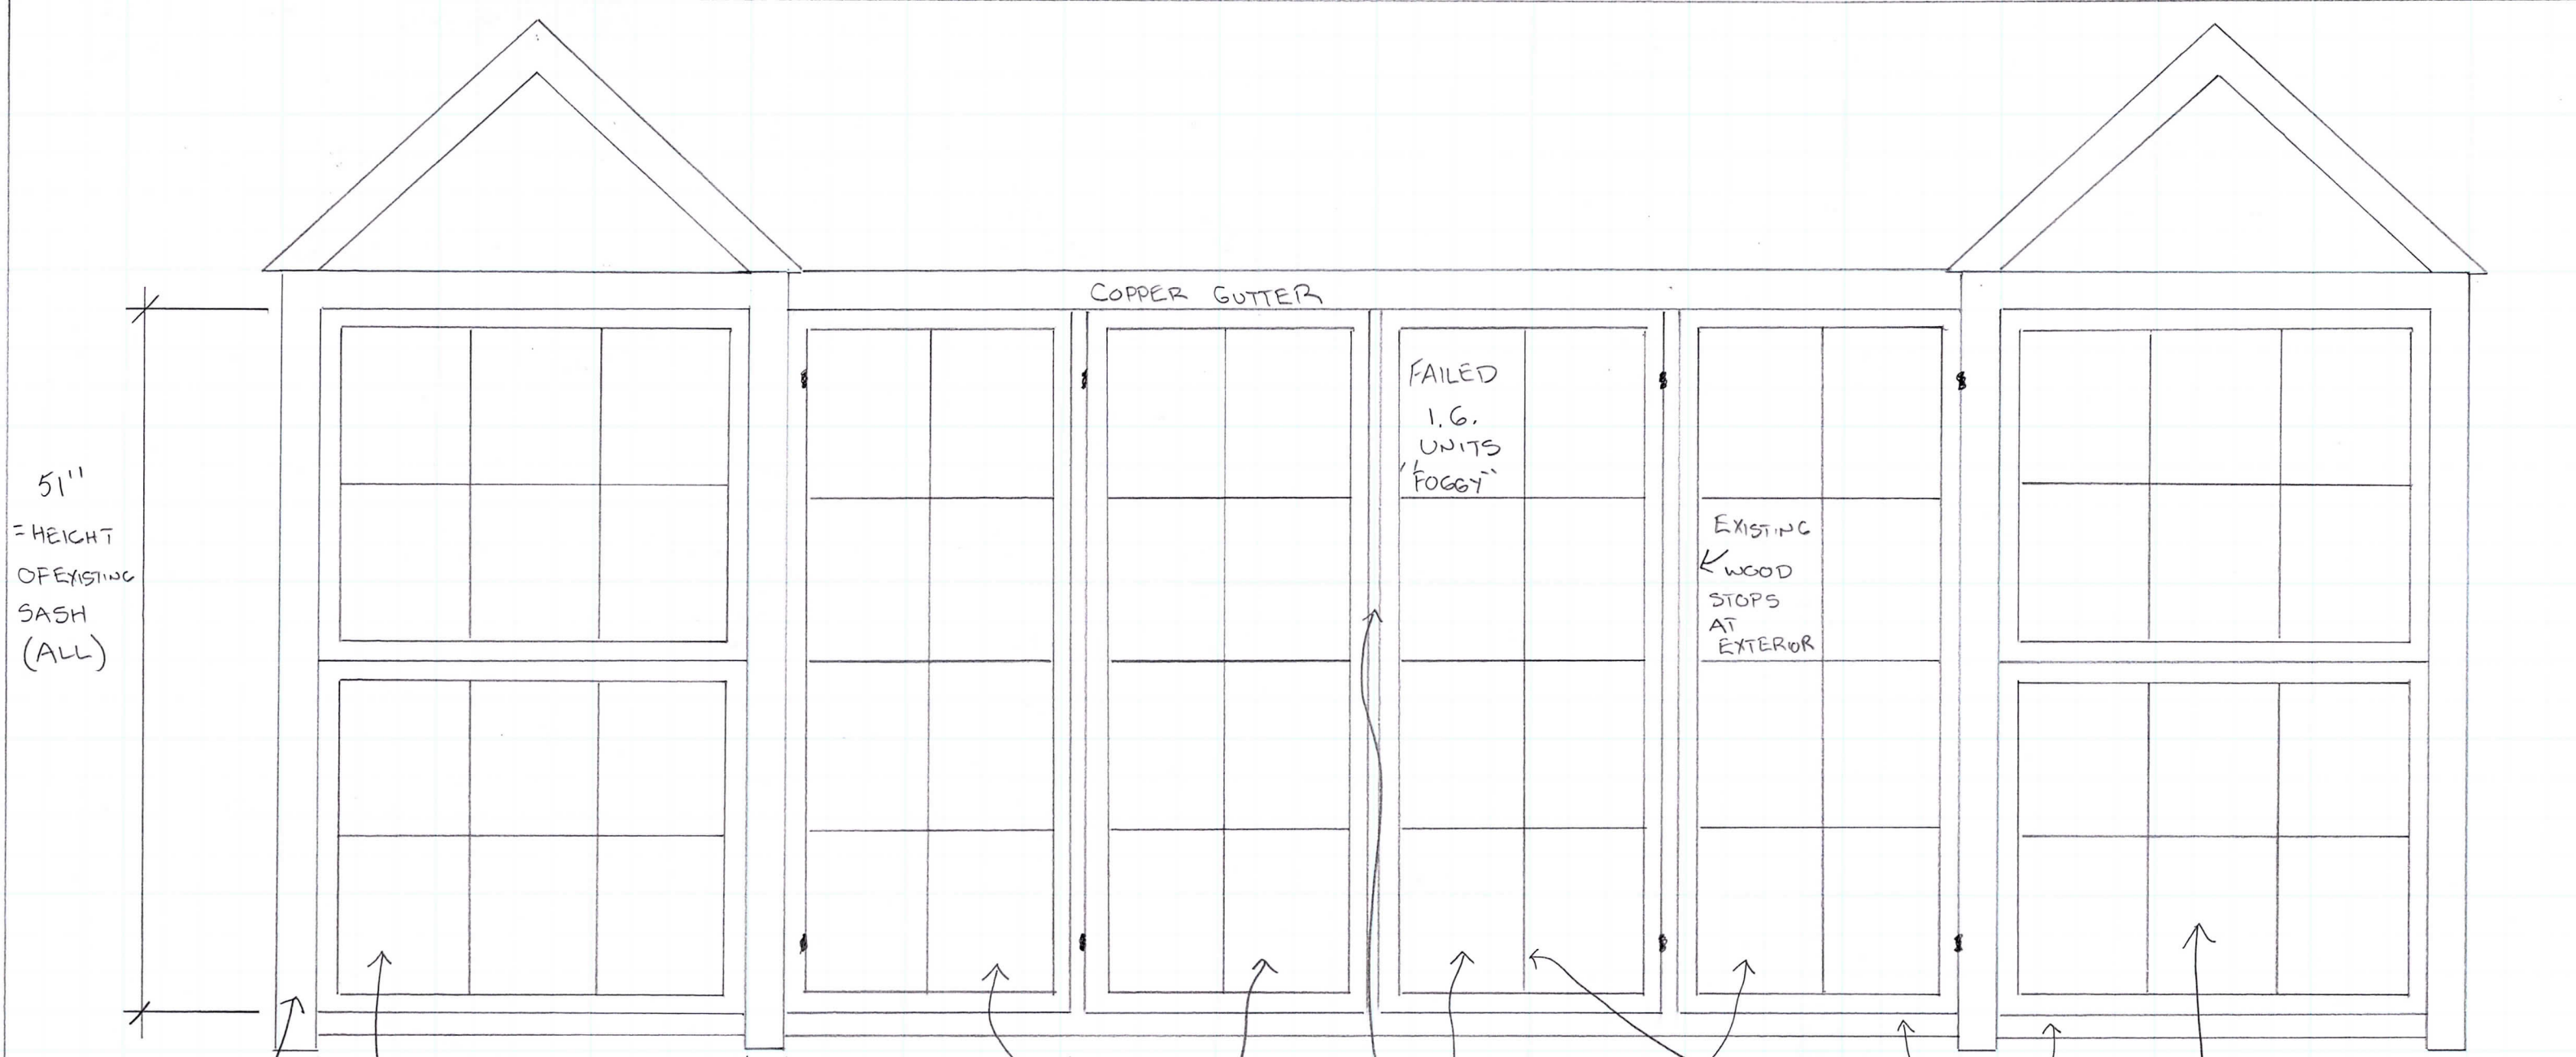 COPPER GUTTER
51"
=HEIGHT
OF EXISTING
SASH
(ALL)
FAILED
I.G.
UNITS
"FOGGY"
EXISTING
WOOD
STOPS
AT
EXTERIOR